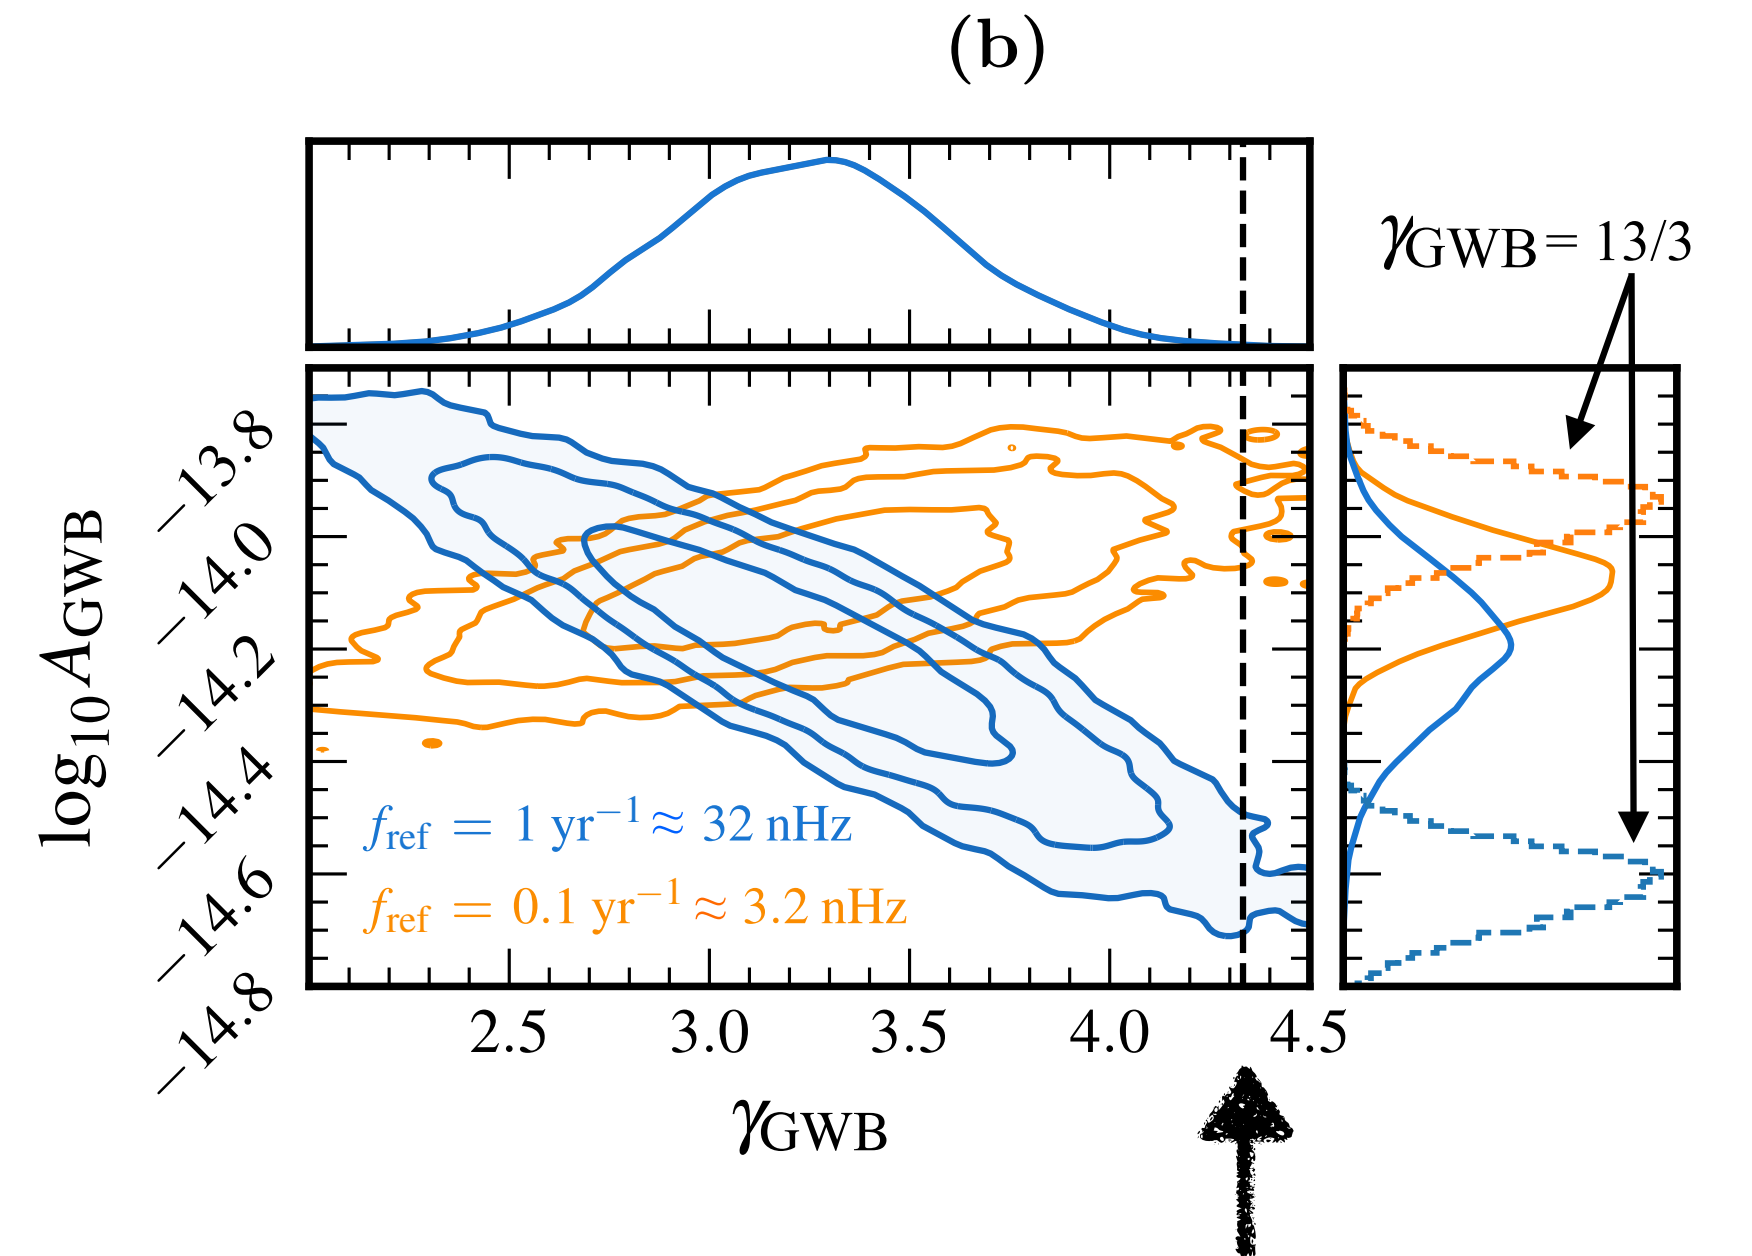 (b)
γGWB = 13/3
log₁₀ AGWB
−13.8
−14.0
−14.2
−14.4
−14.6
−14.8
fref = 1 yr⁻¹ ≈ 32 nHz
fref = 0.1 yr⁻¹ ≈ 3.2 nHz
2.5 3.0 3.5 4.0 4.5
γGWB